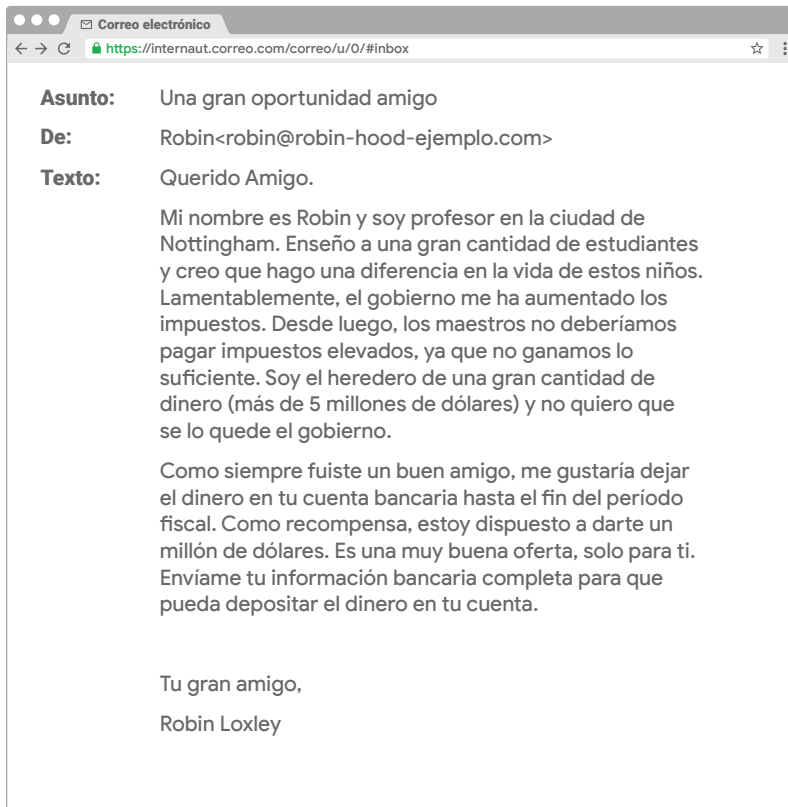 Correo electrónico
https://internaut.correo.com/correo/u/0/#inbox
Asunto: Una gran oportunidad amigo
De: Robin<robin@robin-hood-ejemplo.com>
Texto: Querido Amigo.
Mi nombre es Robin y soy profesor en la ciudad de
Nottingham. Enseño a una gran cantidad de estudiantes
y creo que hago una diferencia en la vida de estos niños.
Lamentablemente, el gobierno me ha aumentado los
impuestos. Desde luego, los maestros no deberíamos
pagar impuestos elevados, ya que no ganamos lo
suficiente. Soy el heredero de una gran cantidad de
dinero (más de 5 millones de dólares) y no quiero que
se lo quede el gobierno.
Como siempre fuiste un buen amigo, me gustaría dejar
el dinero en tu cuenta bancaria hasta el fin del período
fiscal. Como recompensa, estoy dispuesto a darte un
millón de dólares. Es una muy buena oferta, solo para ti.
Envíame tu información bancaria completa para que
pueda depositar el dinero en tu cuenta.
Tu gran amigo,
Robin Loxley